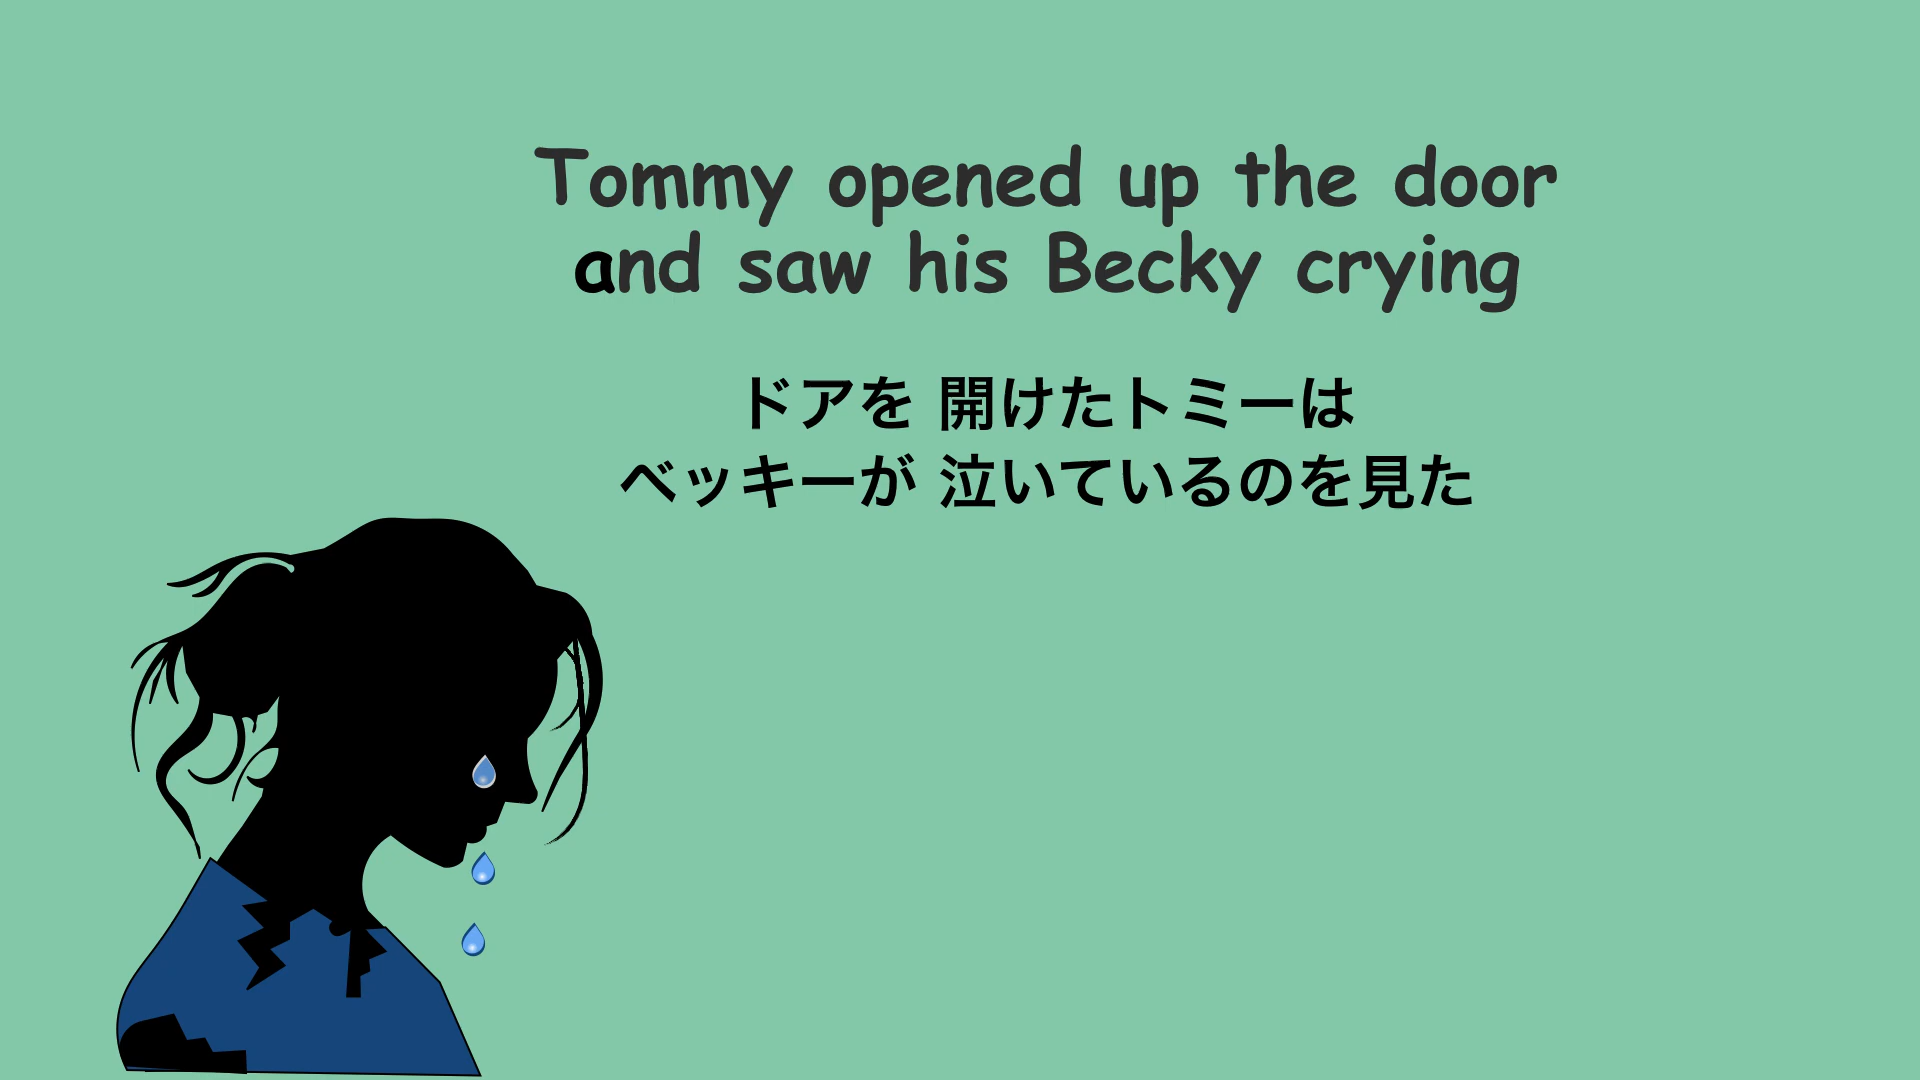 Tommy opened up the door
and saw his Becky crying
ドアを 開けたトミーは
ベッキーが 泣いているのを見た